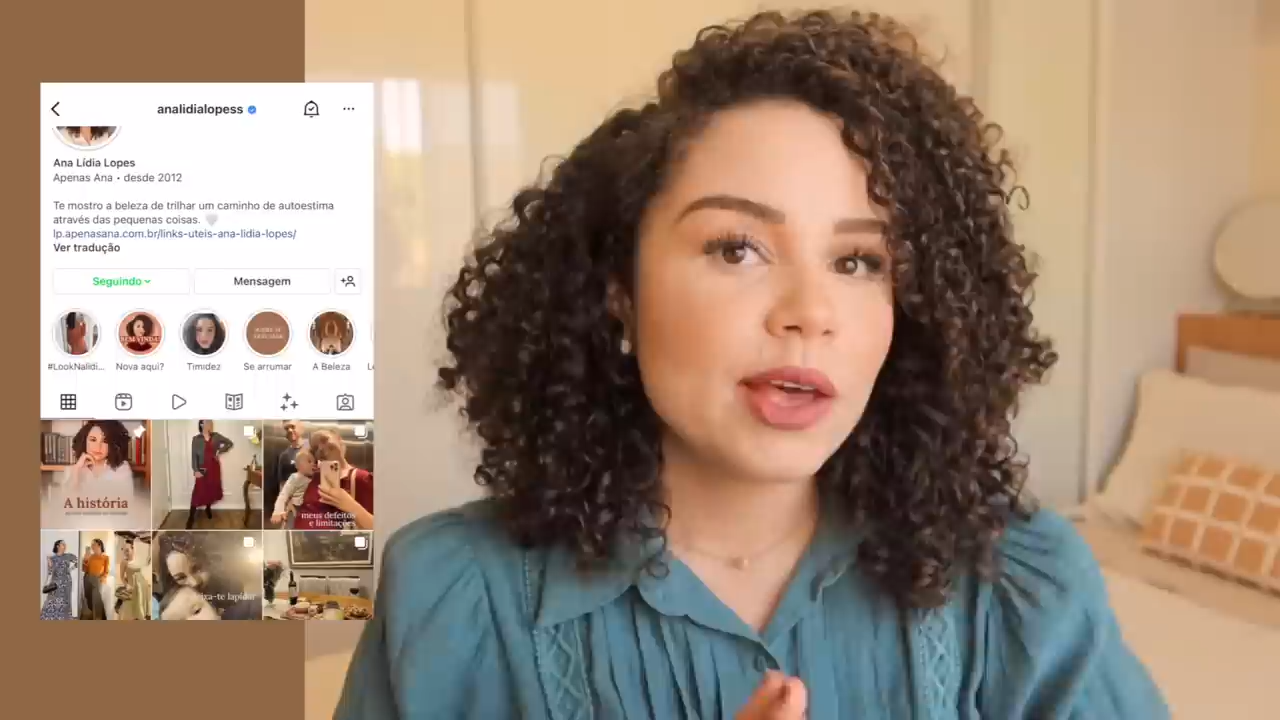 analidialopess
Ana Lídia Lopes
Apenas Ana • desde 2012
Te mostro a beleza de trilhar um caminho de autoestima
através das pequenas coisas. 🤍
lp.apenasana.com.br/links-uteis-ana-lidia-lopes/
Ver tradução
Seguindo
Mensagem
#LookNalidi...
Nova aqui?
Timidez
Se arrumar
A Beleza
A história
meus defeitos
e limitações